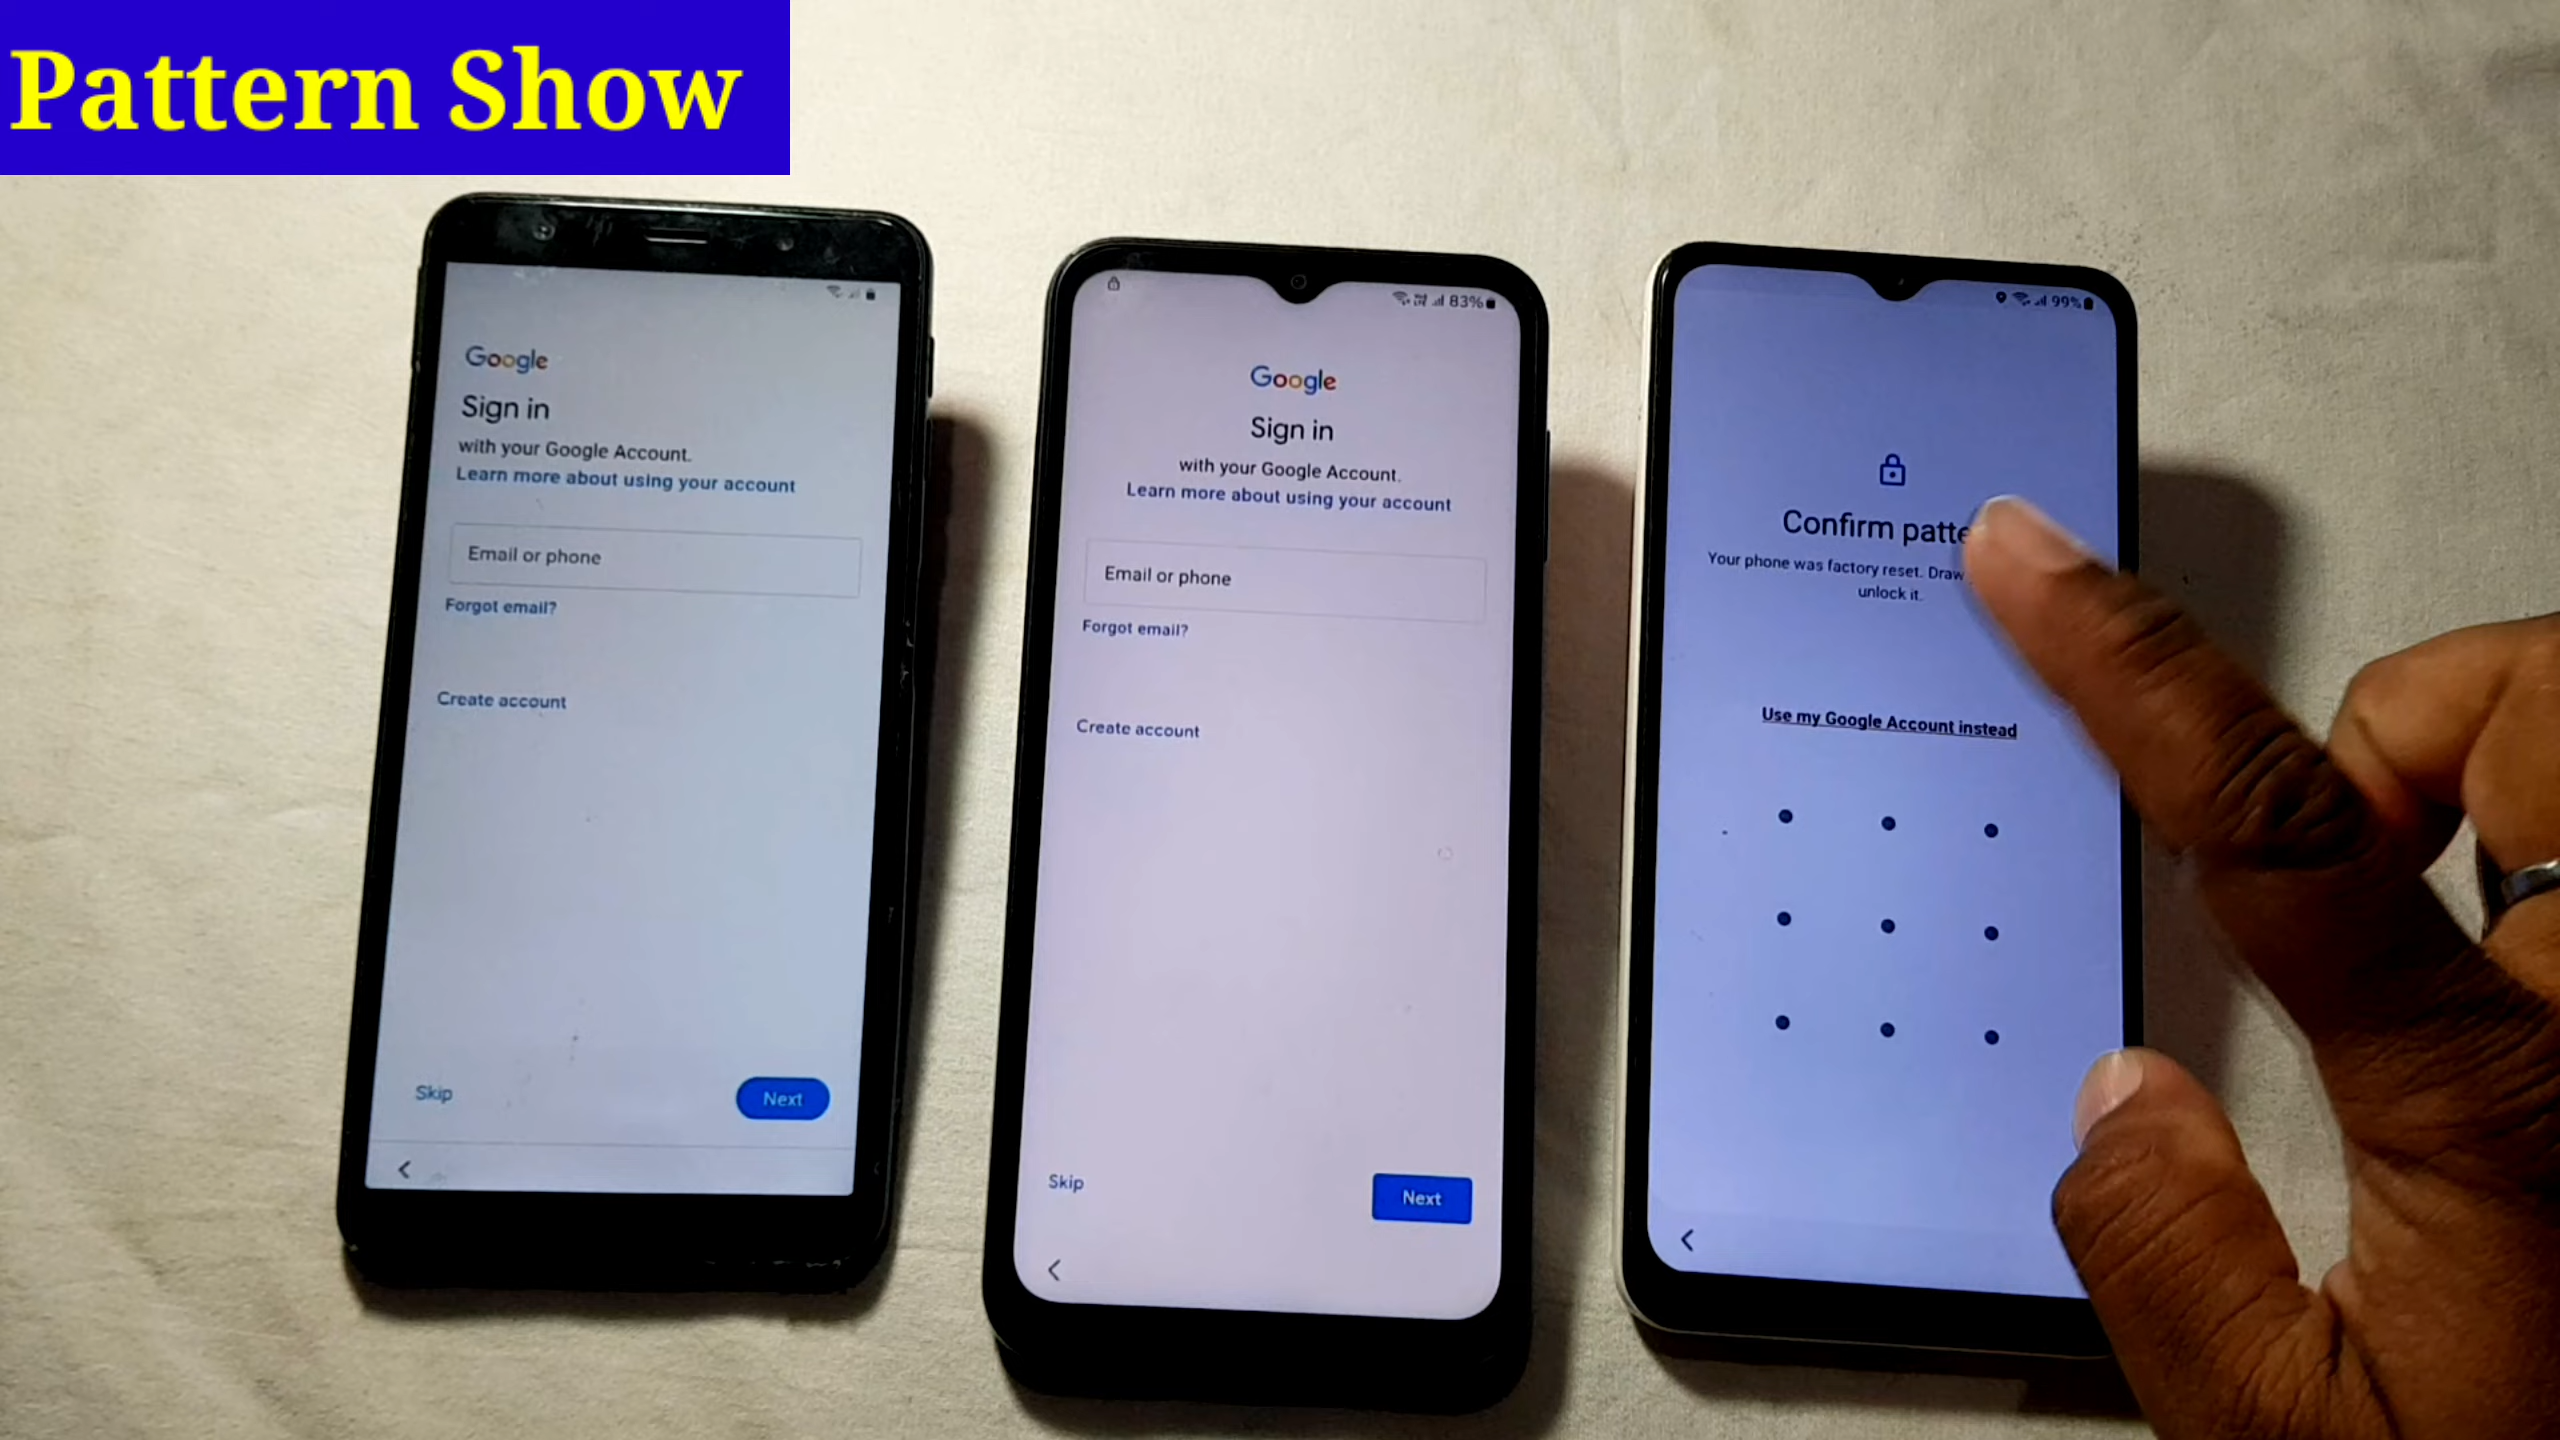 Pattern Show
Google
Sign in
with your Google Account.
Learn more about using your account
Email or phone
Forgot email?
Create account
Skip
Next
83%
Google
Sign in
with your Google Account.
Learn more about using your account
Email or phone
Forgot email?
Create account
Skip
Next
99%
Confirm patte
Your phone was factory reset. Draw
unlock it.
Use my Google Account instead